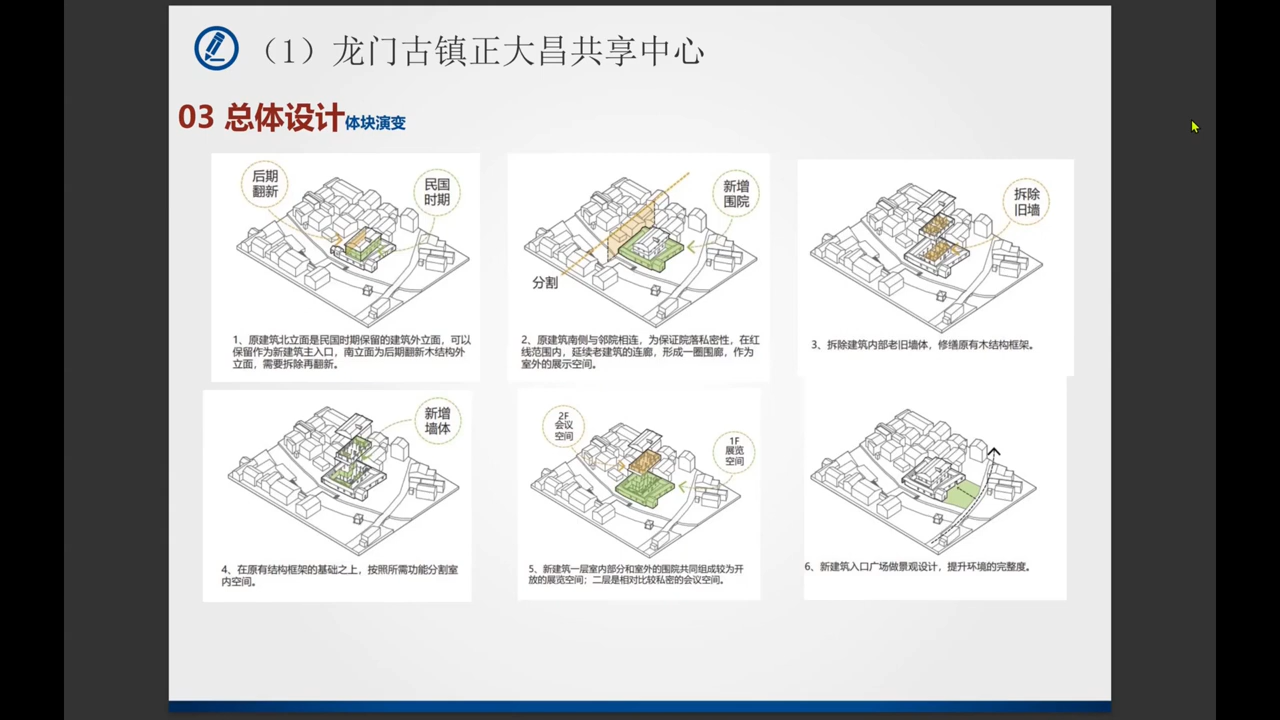 （1）龙门古镇正大昌共享中心
03 总体设计体块演变
后期
翻新
民国
时期
1、原建筑北立面是民国时期保留的建筑外立面，可以
保留作为新建筑主入口，南立面为后期翻新木结构外
立面，需要拆除再翻新。
新增
围院
分割
2、原建筑南侧与邻院相连，为保证院落私密性，在红
线范围内，延续老建筑的连廊，形成一圈围廊，作为
室外的展示空间。
拆除
旧墙
3、拆除建筑内部老旧墙体，修缮原有木结构框架。
新增
墙体
4、在原有结构框架的基础之上，按照所需功能分割室
内空间。
2F
会议
空间
1F
展览
空间
5、新建筑一层室内部分和室外的围院共同组成较为开
放的展览空间；二层是相对比较私密的会议空间。
6、新建筑入口广场做景观设计，提升环境的完整度。